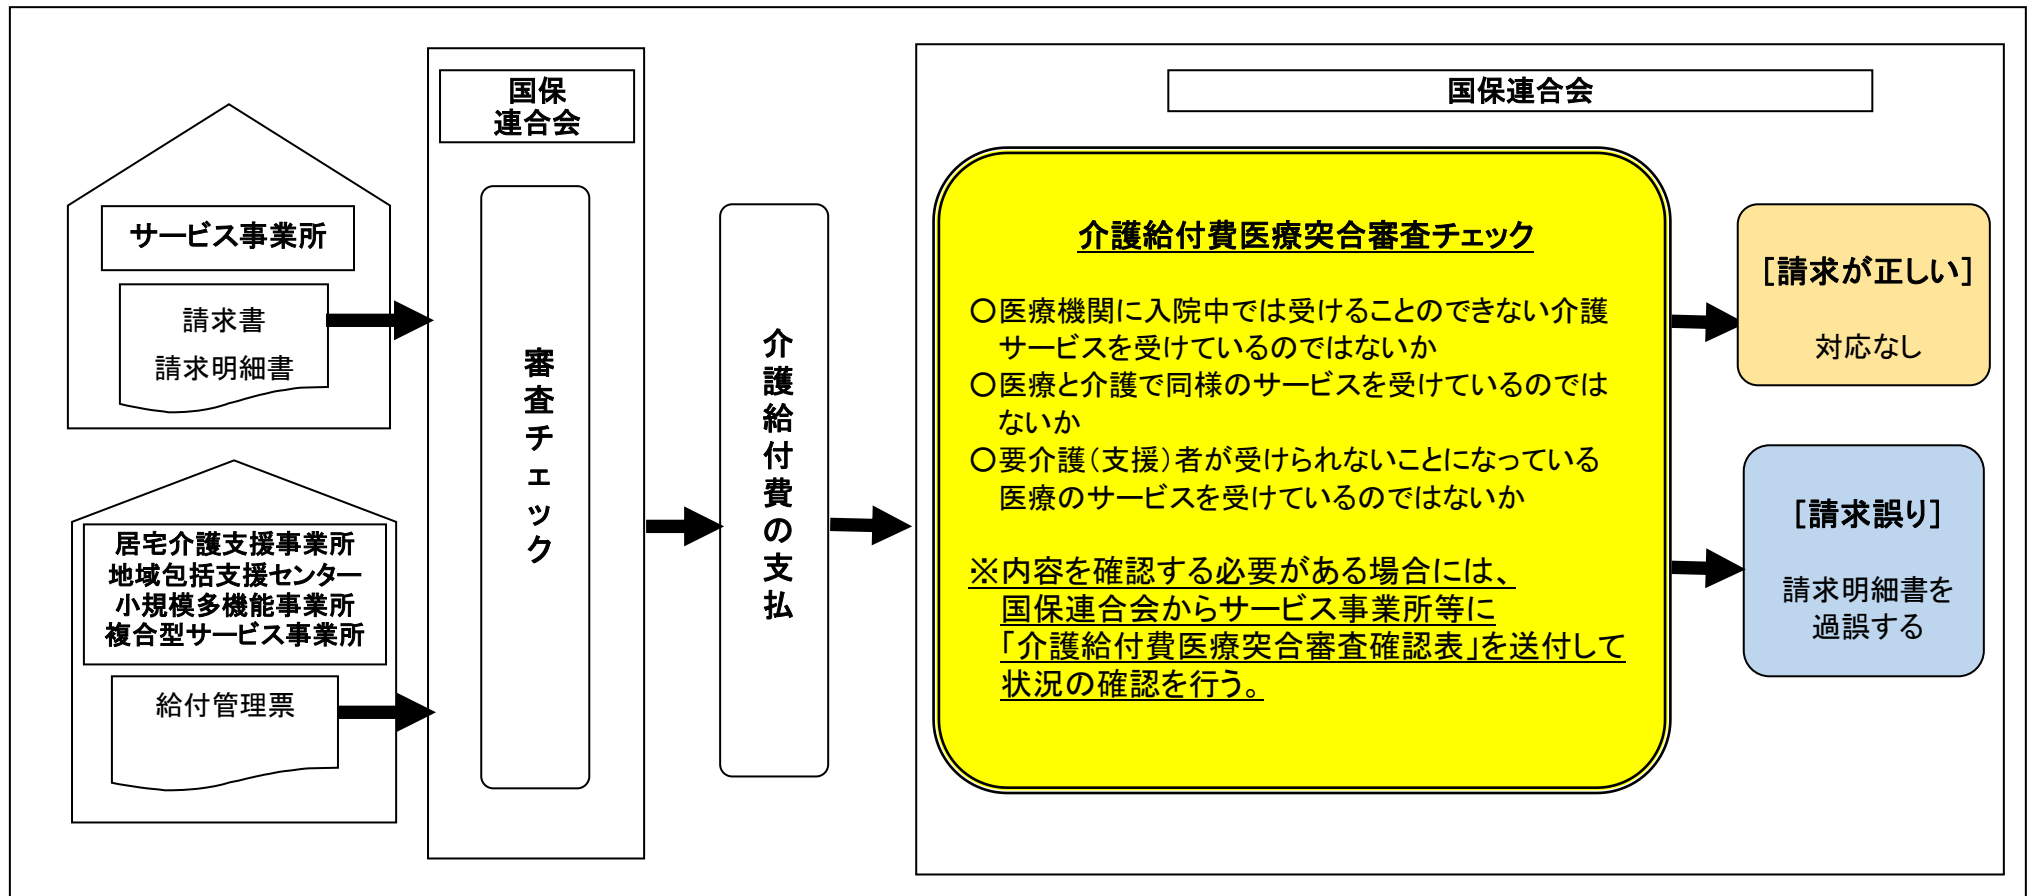 サービス事業所
請求書
請求明細書
居宅介護支援事業所
地域包括支援センター
小規模多機能事業所
複合型サービス事業所
給付管理票
国保
連合会
審査チェック
介護給付費の支払
国保連合会
介護給付費医療突合審査チェック
○医療機関に入院中では受けることのできない介護
サービスを受けているのではないか
○医療と介護で同様のサービスを受けているのでは
ないか
○要介護(支援)者が受けられないことになっている
医療のサービスを受けているのではないか
※内容を確認する必要がある場合には、
国保連合会からサービス事業所等に
「介護給付費医療突合審査確認表」を送付して
状況の確認を行う。
[請求が正しい]
対応なし
[請求誤り]
請求明細書を
過誤する